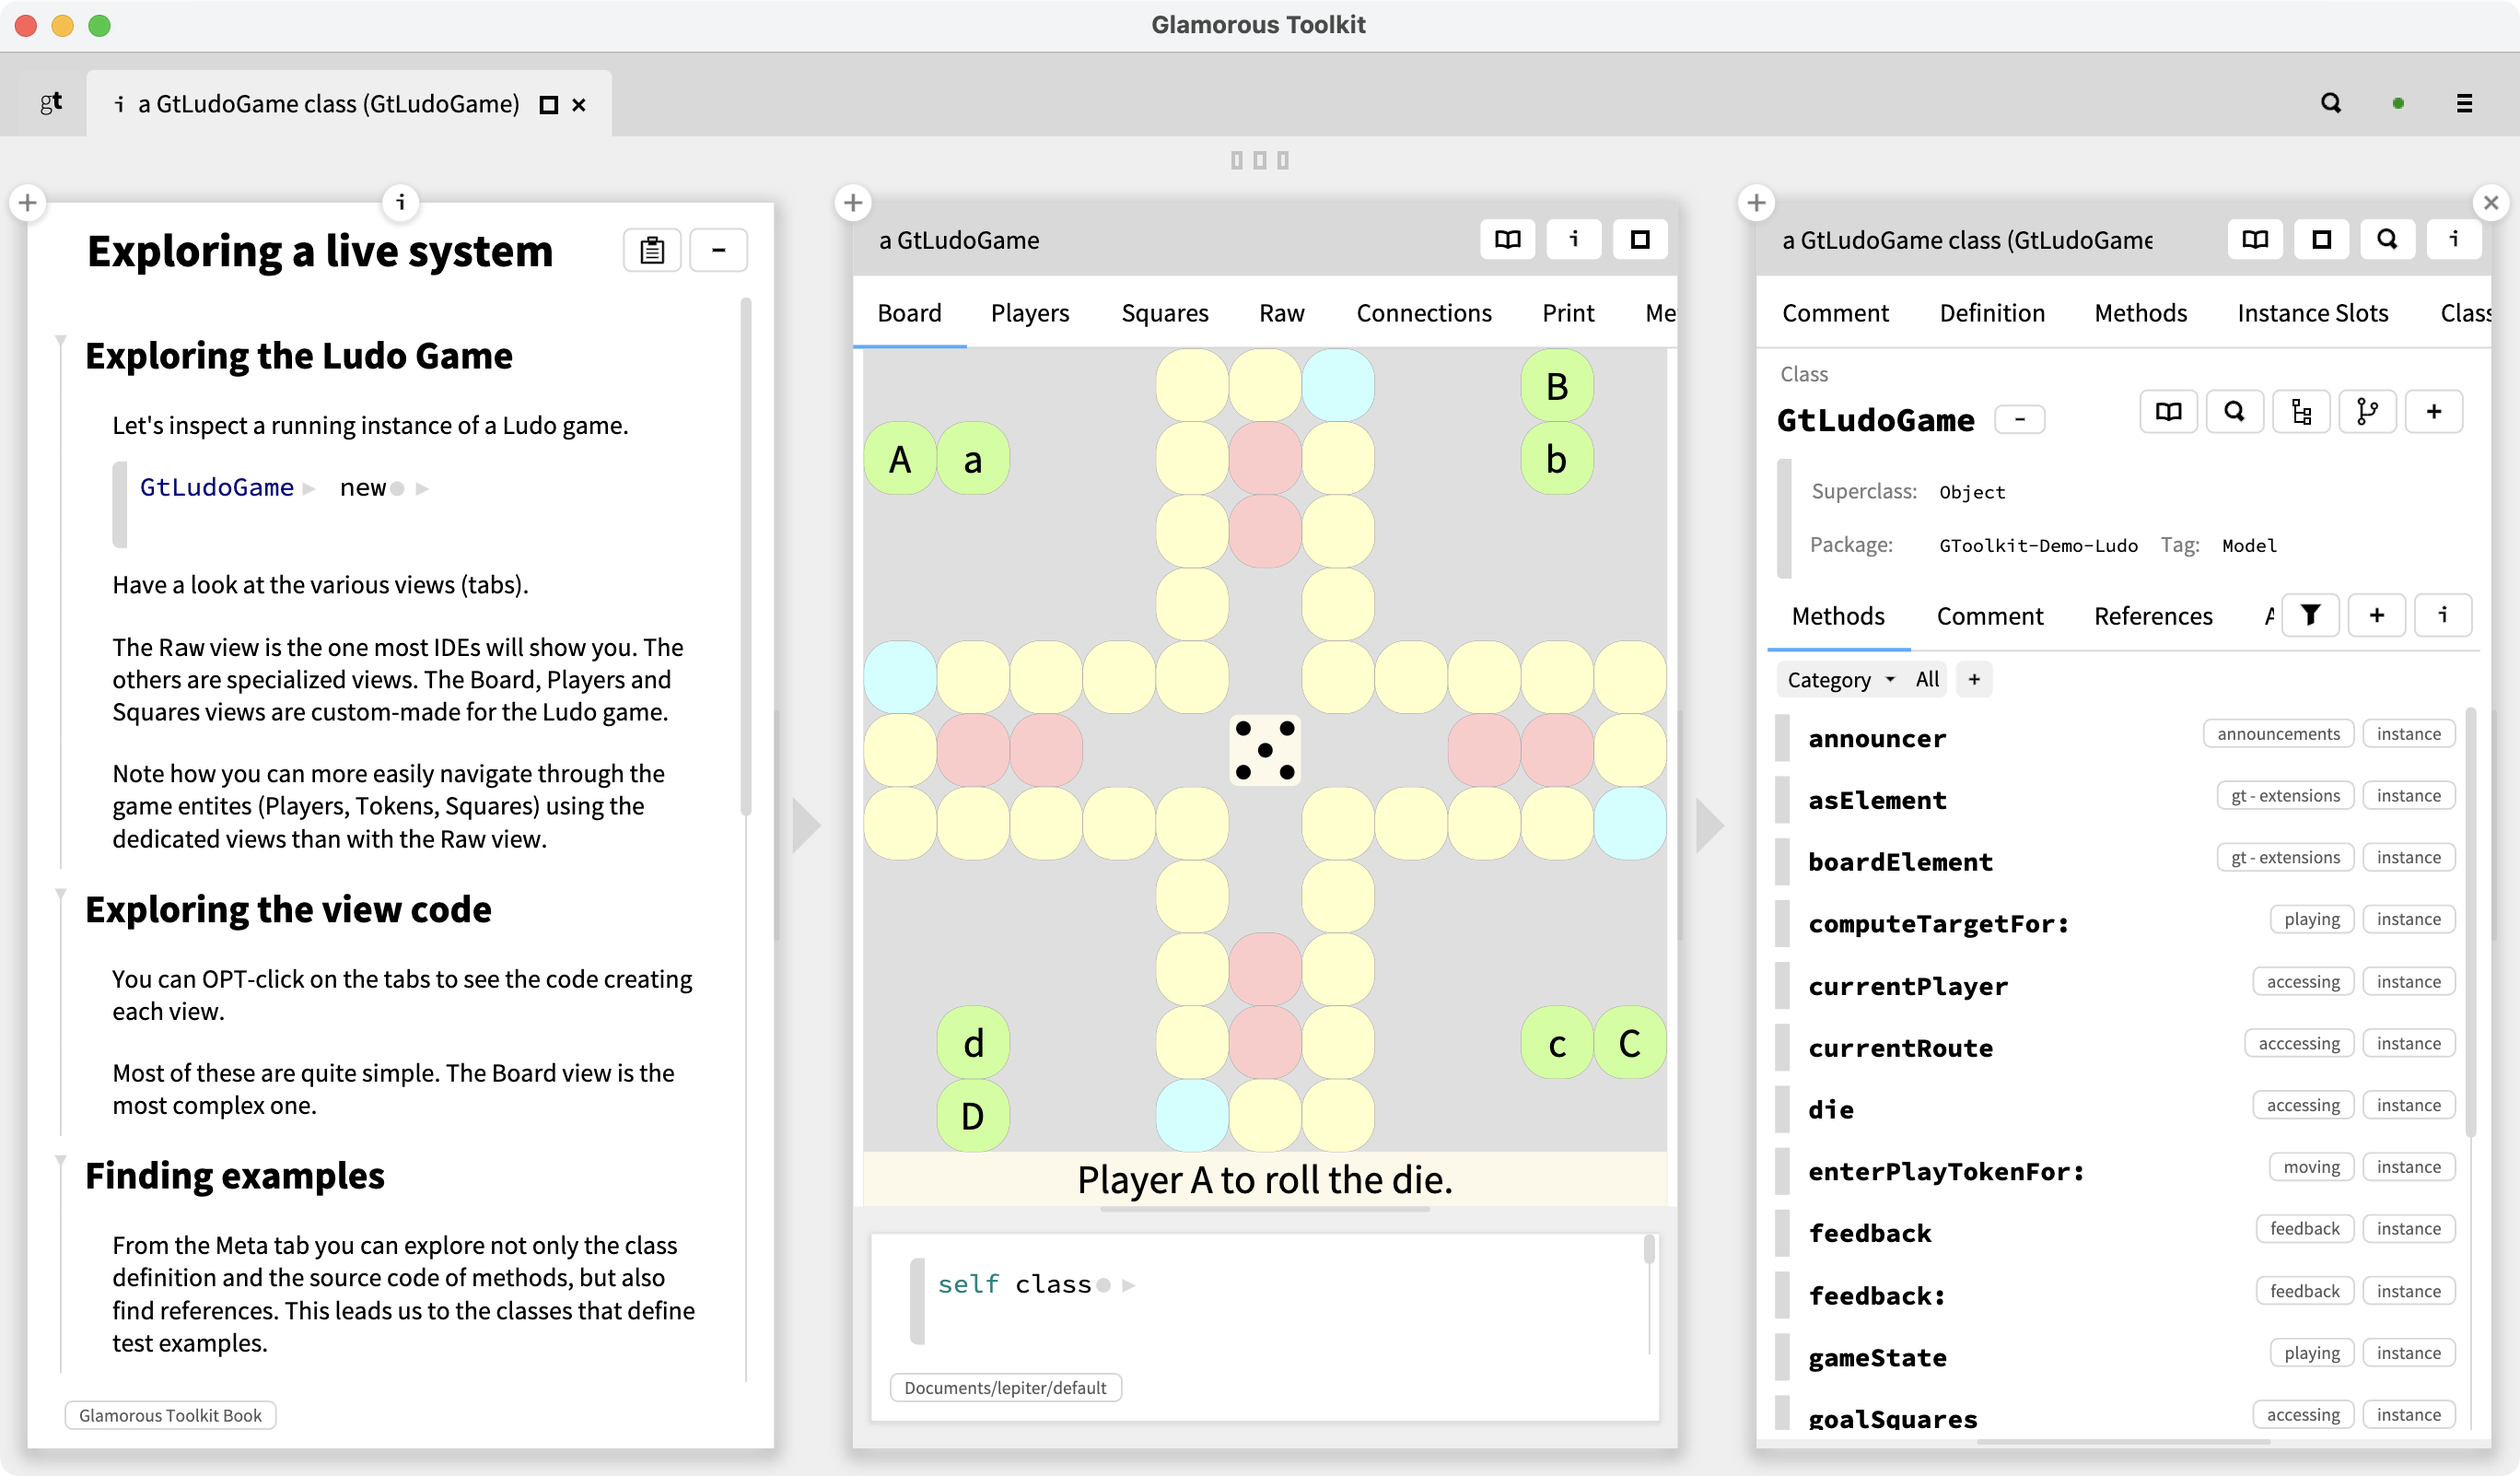 Glamorous Toolkit
gt
i a GtLudoGame class (GtLudoGame)
Exploring a live system
Exploring the Ludo Game
Let's inspect a running instance of a Ludo game.
GtLudoGame new
Have a look at the various views (tabs).
The Raw view is the one most IDEs will show you. The
others are specialized views. The Board, Players and
Squares views are custom-made for the Ludo game.
Note how you can more easily navigate through the
game entites (Players, Tokens, Squares) using the
dedicated views than with the Raw view.
Exploring the view code
You can OPT-click on the tabs to see the code creating
each view.
Most of these are quite simple. The Board view is the
most complex one.
Finding examples
From the Meta tab you can explore not only the class
definition and the source code of methods, but also
find references. This leads us to the classes that define
test examples.
Glamorous Toolkit Book
a GtLudoGame
Board Players Squares Raw Connections Print Me
B
A a b
d c C
D
Player A to roll the die.
self class
Documents/lepiter/default
a GtLudoGame class (GtLudoGame
Comment Definition Methods Instance Slots Class
Class
GtLudoGame
Superclass: Object
Package: GToolkit-Demo-Ludo Tag: Model
Methods Comment References
Category All +
announcer announcements instance
asElement gt - extensions instance
boardElement gt - extensions instance
computeTargetFor: playing instance
currentPlayer accessing instance
currentRoute acccessing instance
die accessing instance
enterPlayTokenFor: moving instance
feedback feedback instance
feedback: feedback instance
gameState playing instance
goalSquares accessing instance